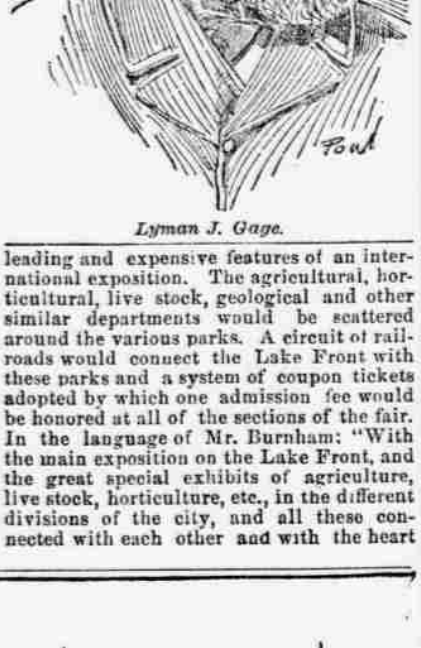 Lyman J. Gage.
leading and expensive features of an inter-
national exposition. The agricultural, hor-
ticultural, live stock, geological and other
similar departments would be scattered
around the various parks. A circuit of rail-
roads would connect the Lake Front with
these parks and a system of coupon tickets
adopted by which one admission fee would
be honored at all of the sections of the fair.
In the language of Mr. Burnham: "With
the main exposition on the Lake Front, and
the great special exhibits of agriculture,
live stock, horticulture, etc., in the different
divisions of the city, and all these con-
nected with each other and with the heart